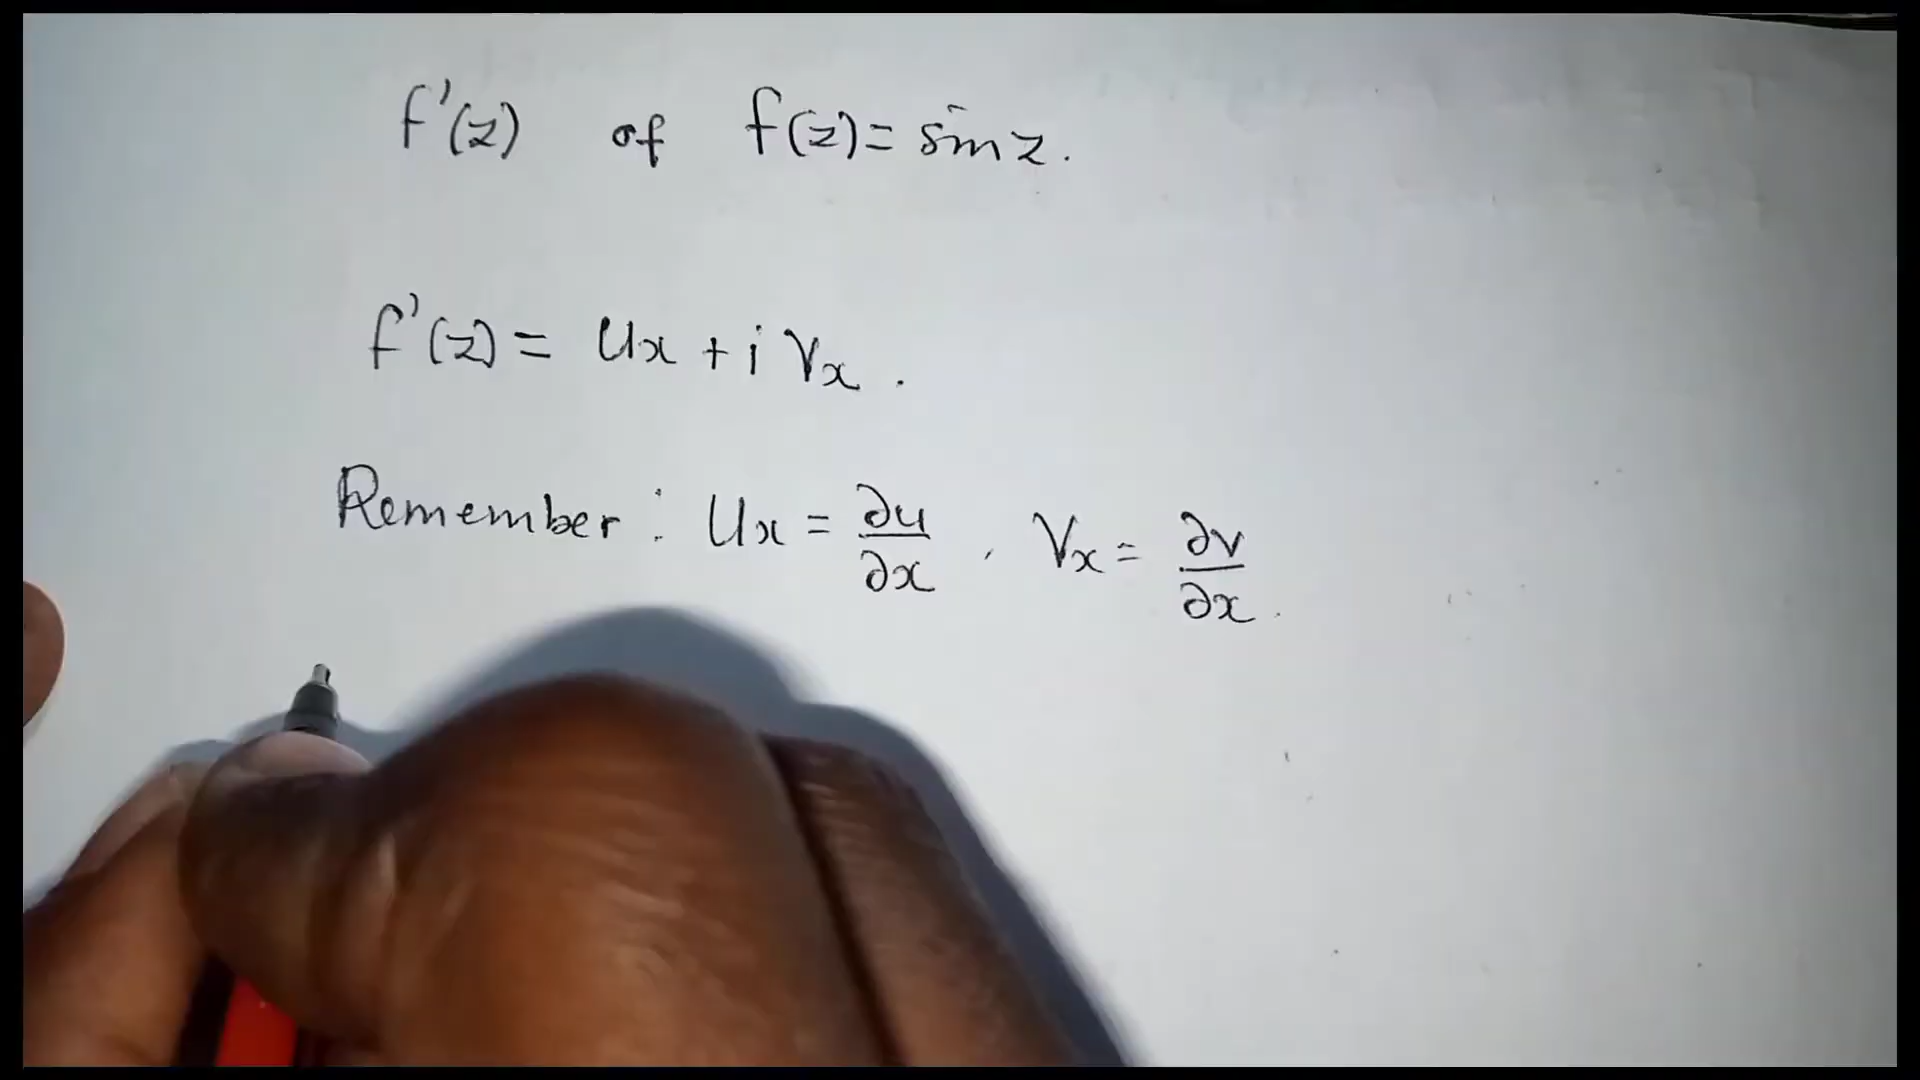 f'(z) of f(z) = sin z.
f'(z) = Ux + i Vx .
Remember : Ux = ∂u/∂x , Vx = ∂v/∂x .